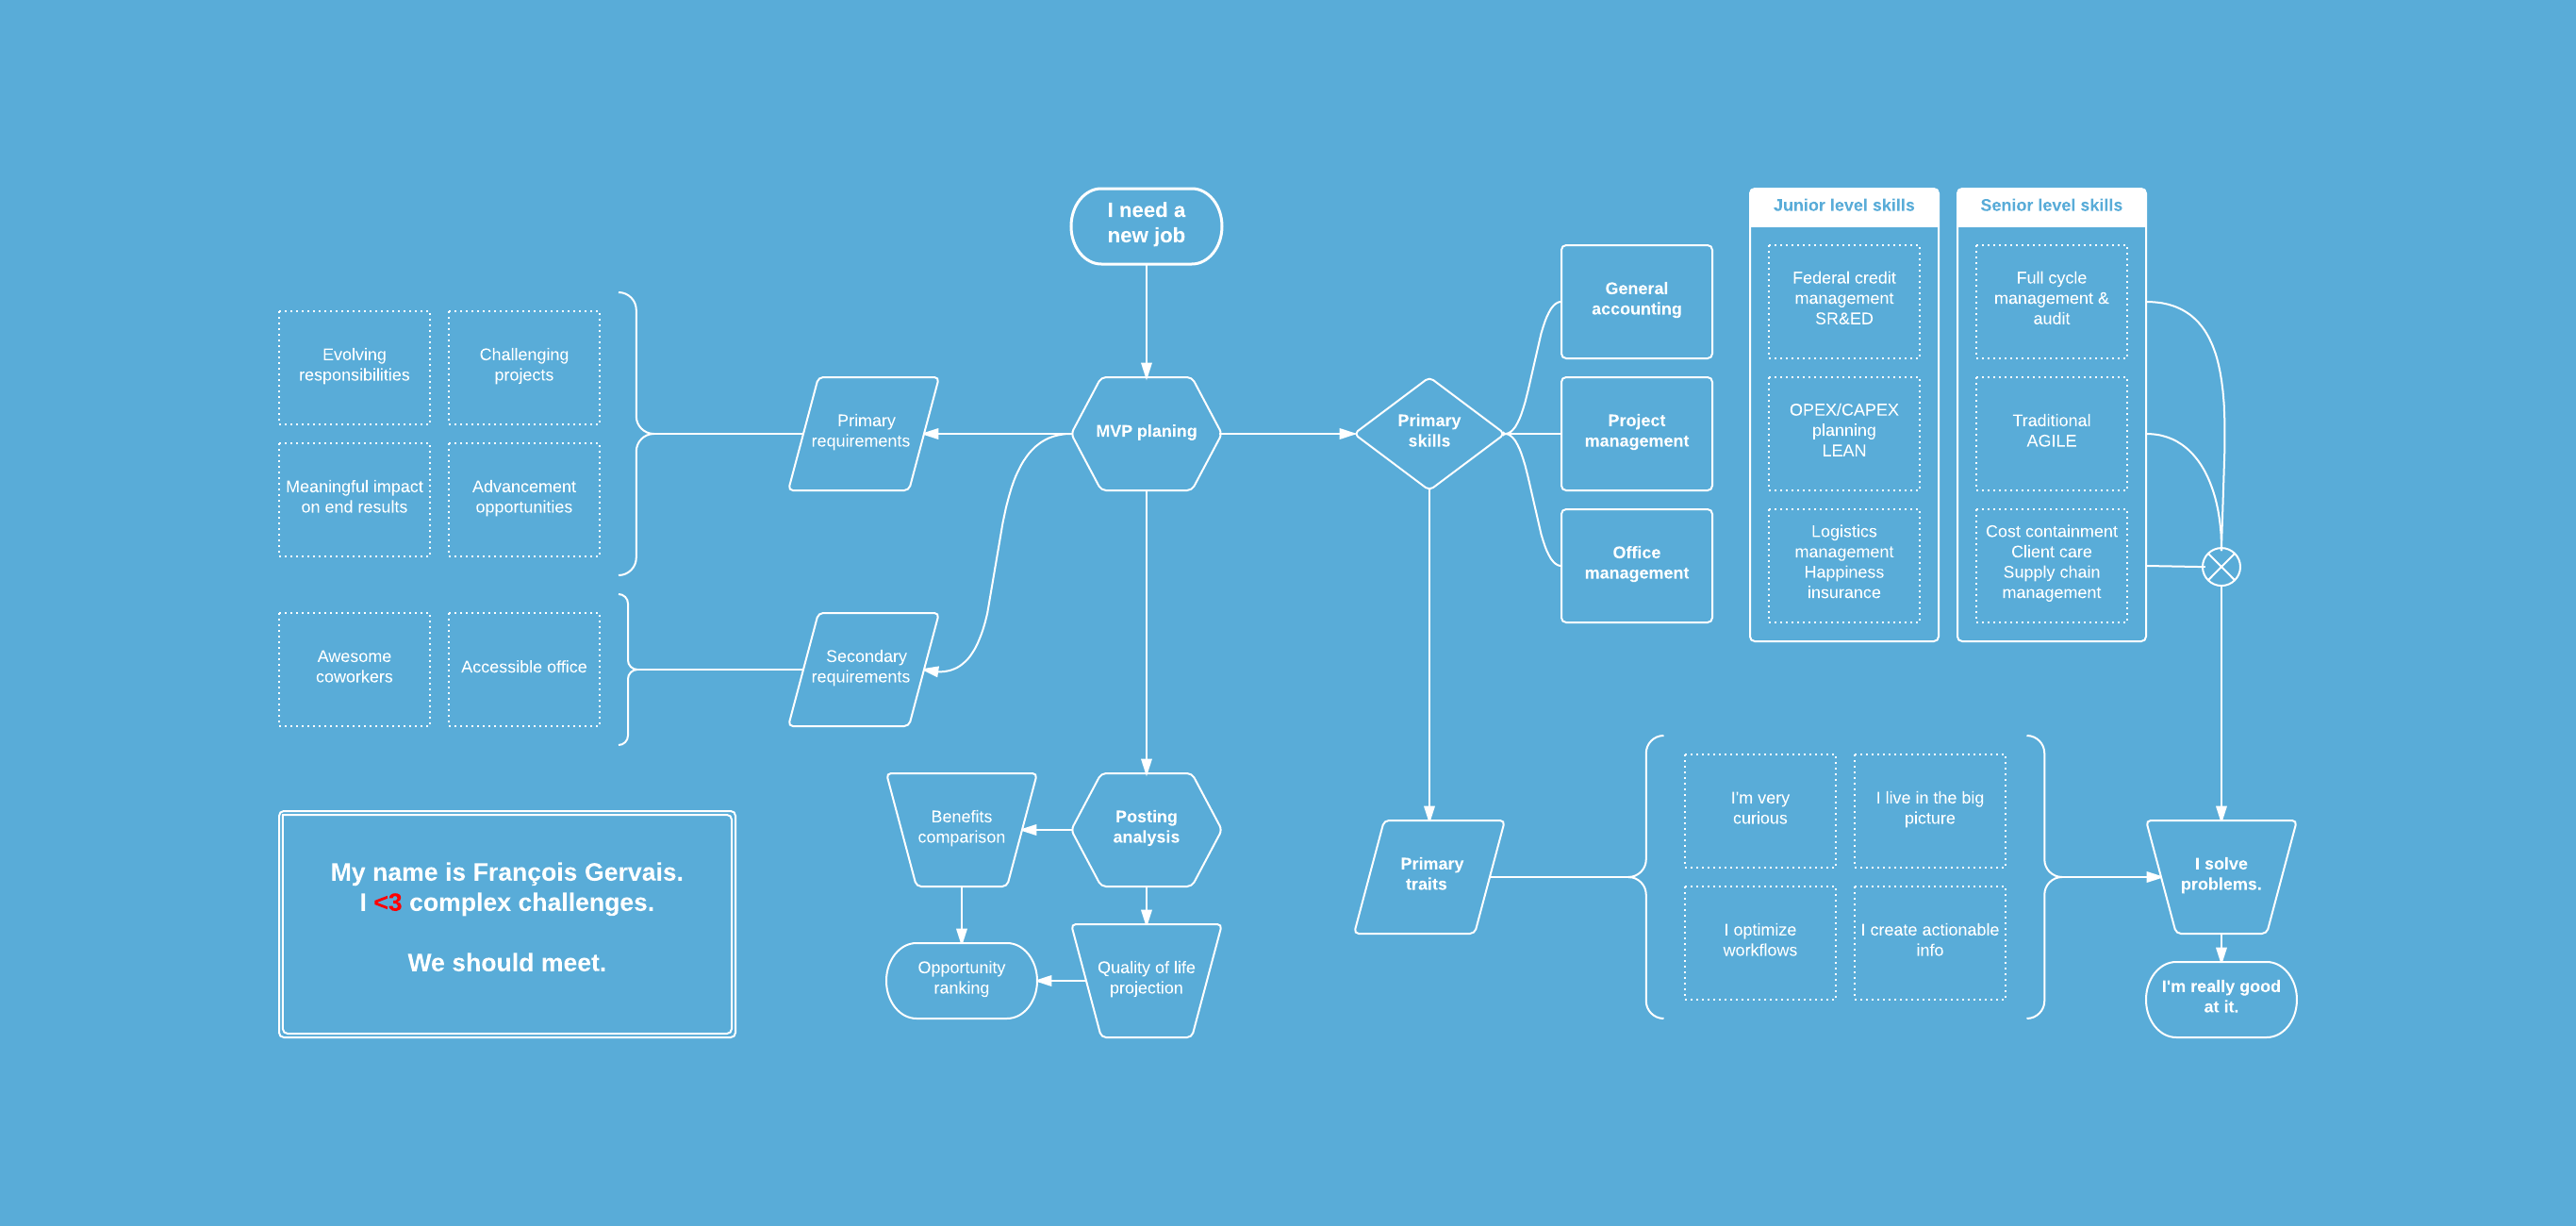 I need a
new job
MVP planing
Primary
requirements
Evolving
responsibilities
Challenging
projects
Meaningful impact
on end results
Advancement
opportunities
Secondary
requirements
Awesome
coworkers
Accessible office
Posting
analysis
Benefits
comparison
Quality of life
projection
Opportunity
ranking
My name is François Gervais.
I <3 complex challenges.
We should meet.
Primary
skills
General
accounting
Project
management
Office
management
Junior level skills
Federal credit
management
SR&ED
OPEX/CAPEX
planning
LEAN
Logistics
management
Happiness
insurance
Senior level skills
Full cycle
management &
audit
Traditional
AGILE
Cost containment
Client care
Supply chain
management
Primary
traits
I'm very
curious
I live in the big
picture
I optimize
workflows
I create actionable
info
I solve
problems.
I'm really good
at it.